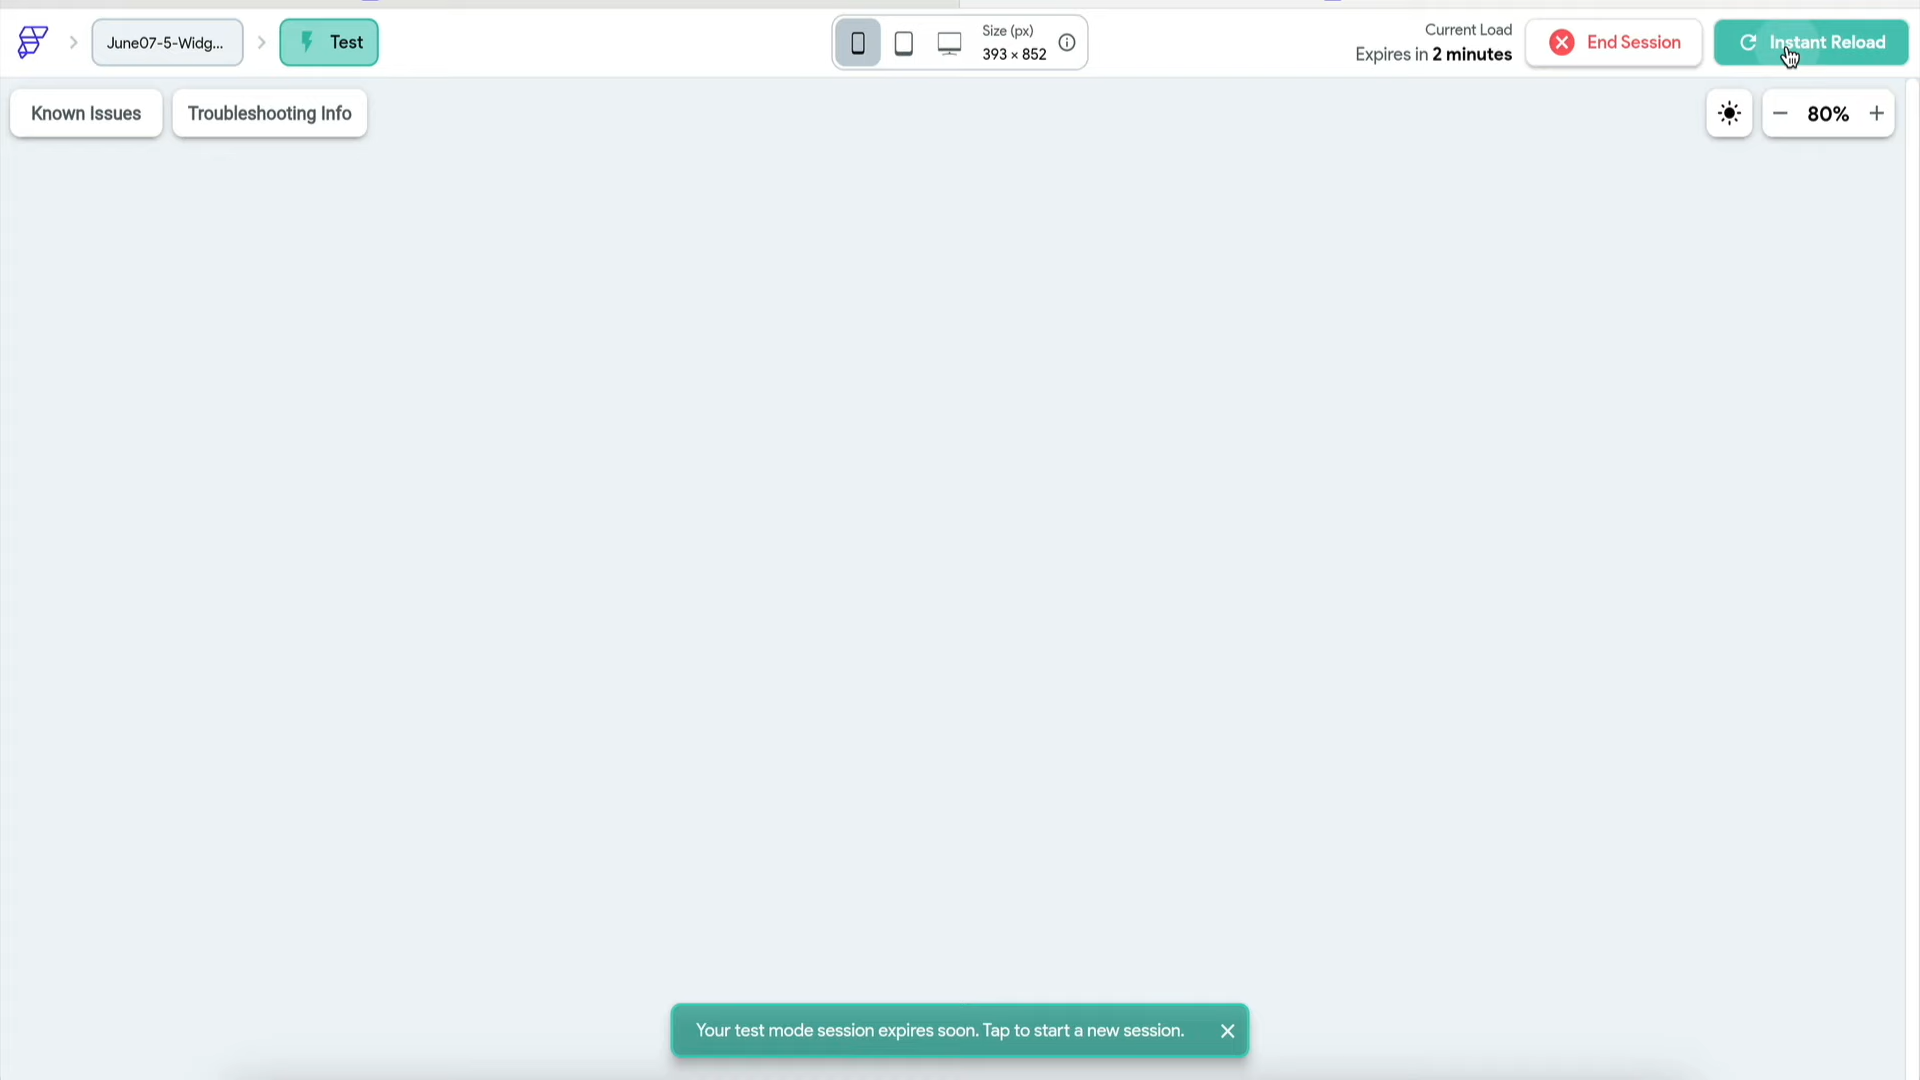 June07-5-Widg...
Test
Size (px)
393 × 852
Current Load
Expires in 2 minutes
End Session
Instant Reload
Known Issues
Troubleshooting Info
80%
Your test mode session expires soon. Tap to start a new session.